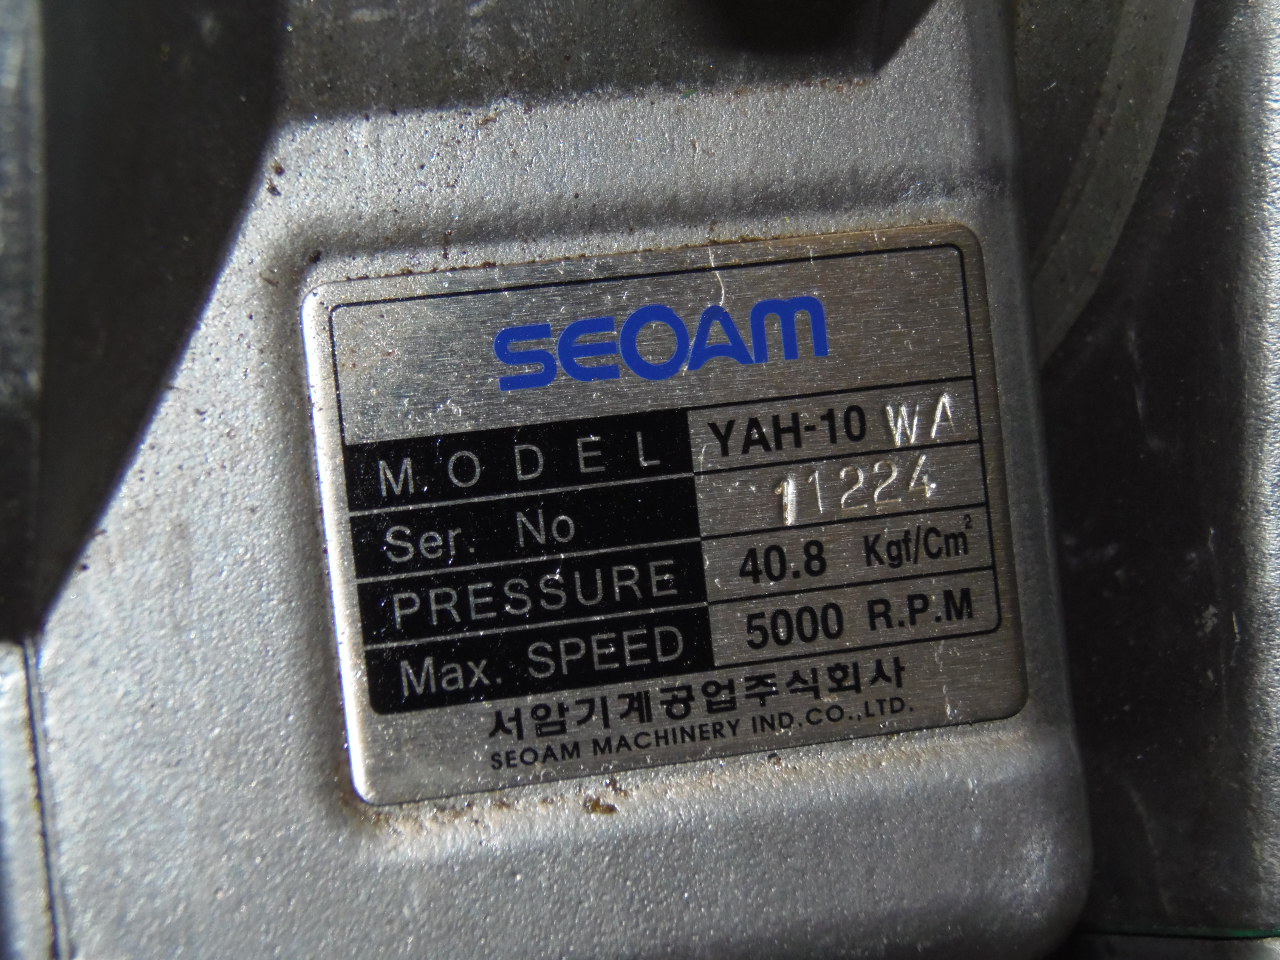 SEOAM
MODEL YAH-10 WA
Ser. No 11224
PRESSURE 40.8 Kgf/Cm²
Max. SPEED 5000 R.P.M
서암기계공업주식회사
SEOAM MACHINERY IND.CO.,LTD.